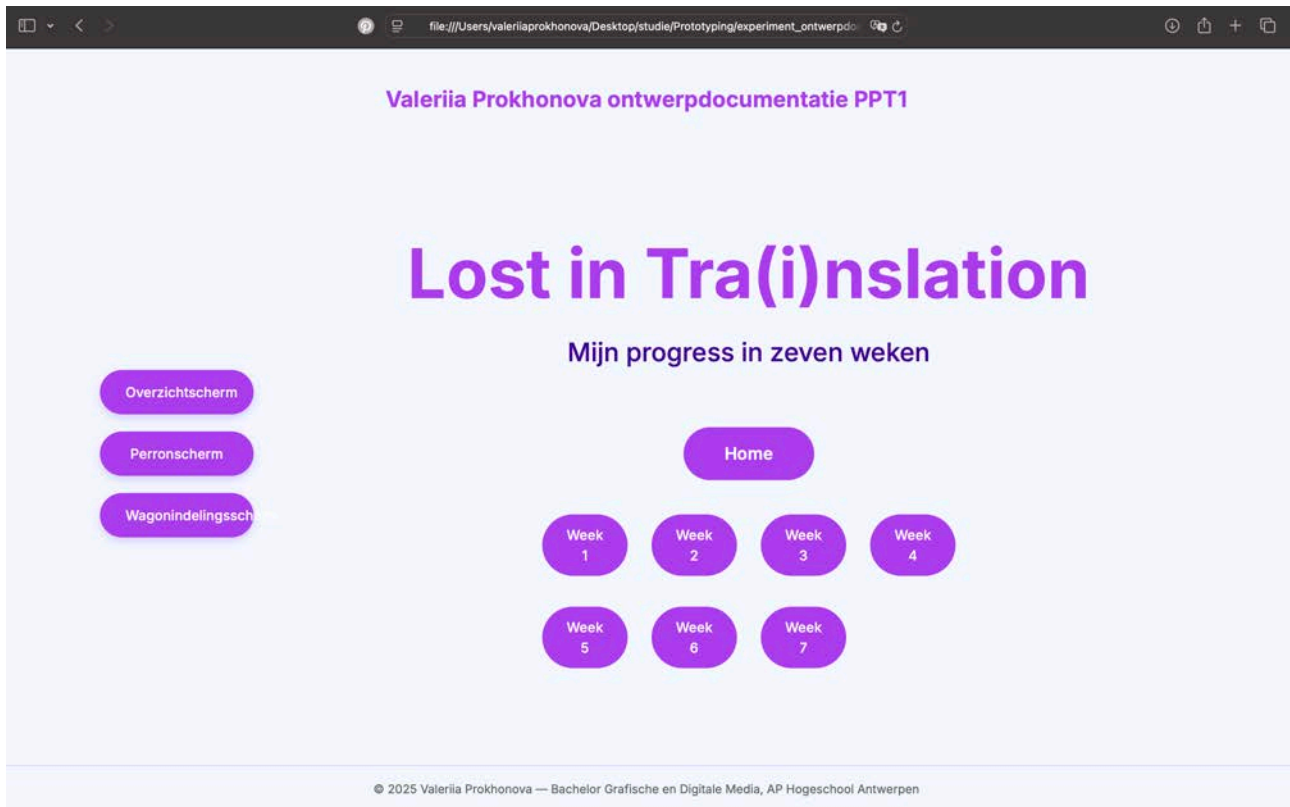 file:///Users/valeriiaprokhonova/Desktop/studie/Prototyping/experiment_ontwerpdo
Valeriia Prokhonova ontwerpdocumentatie PPT1
Lost in Tra(i)nslation
Mijn progress in zeven weken
Overzichtscherm
Perronscherm
Wagonindelingssch
Home
Week
1
Week
2
Week
3
Week
4
Week
5
Week
6
Week
7
© 2025 Valeriia Prokhonova — Bachelor Grafische en Digitale Media, AP Hogeschool Antwerpen